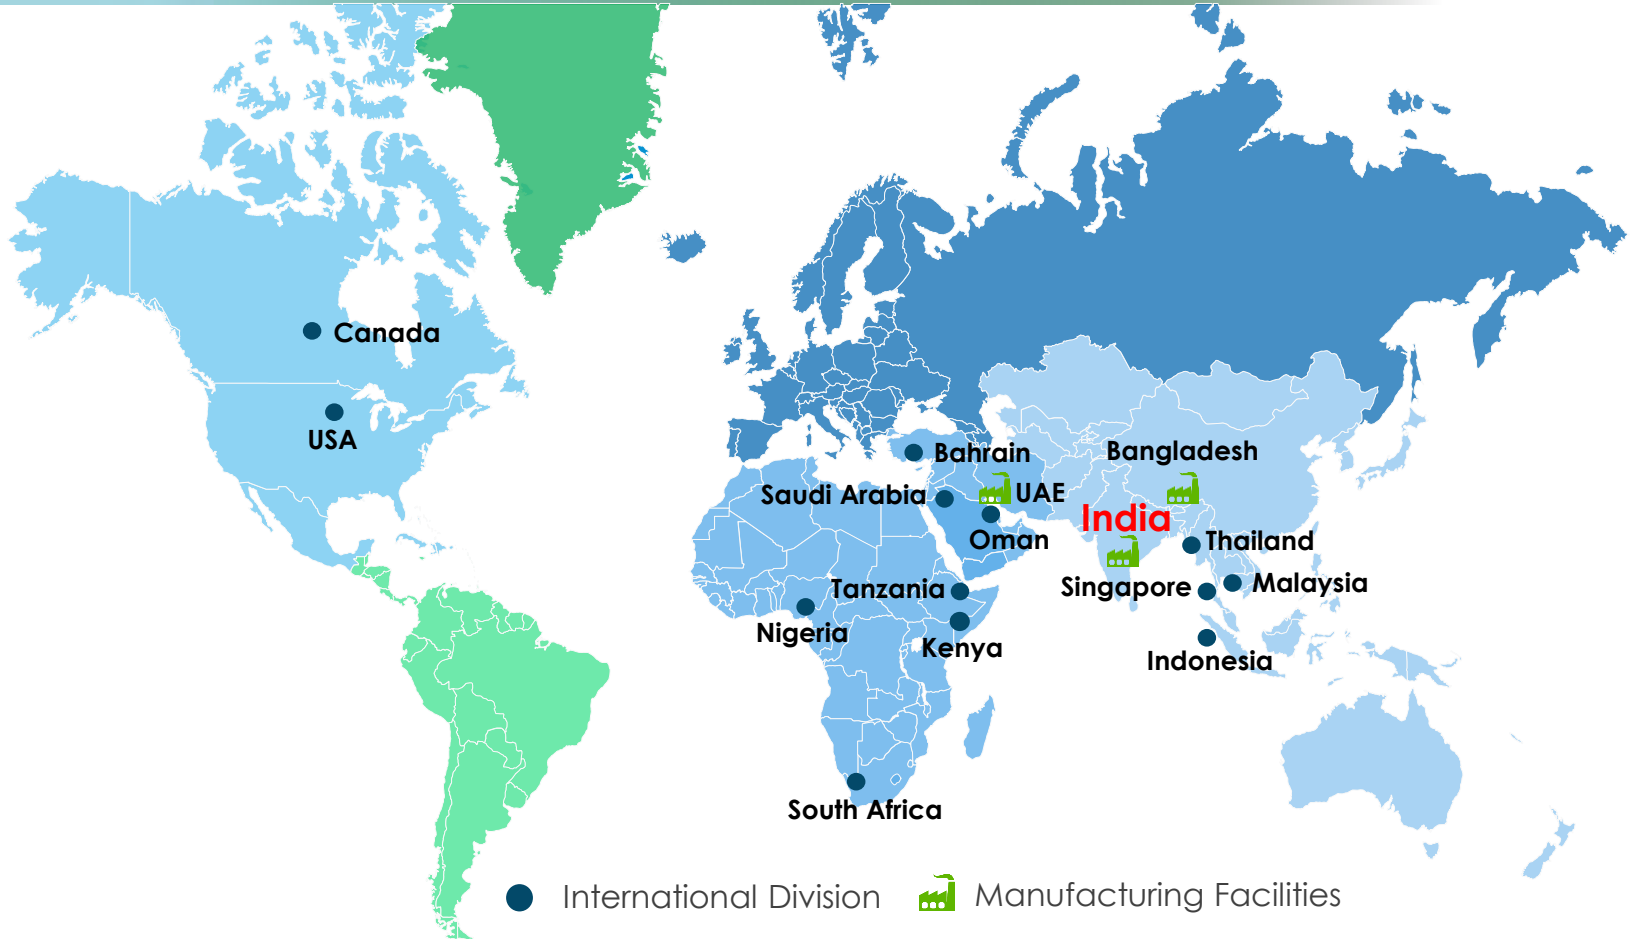 Canada
USA
Bahrain
Bangladesh
Saudi Arabia
UAE
India
Oman
Thailand
Tanzania
Singapore
Malaysia
Nigeria
Kenya
Indonesia
South Africa
International Division
Manufacturing Facilities